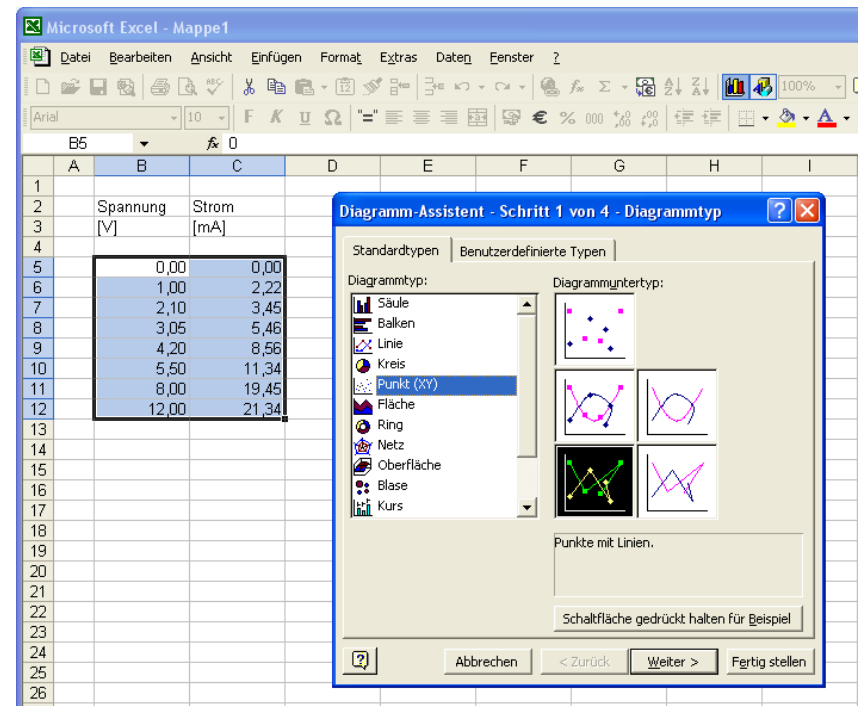 Microsoft Excel - Mappe1
Datei Bearbeiten Ansicht Einfügen Format Extras Daten Fenster ?
100%
Arial 10 F K U Ω "=" € % 000
B5 fx 0
A B C D E F G H I
1
2 Spannung Strom
3 [V] [mA]
4
5 0,00 0,00
6 1,00 2,22
7 2,10 3,45
8 3,05 5,46
9 4,20 8,56
10 5,50 11,34
11 8,00 19,45
12 12,00 21,34
13
14
15
16
17
18
19
20
21
22
23
24
25
26
Diagramm-Assistent - Schritt 1 von 4 - Diagrammtyp
Standardtypen Benutzerdefinierte Typen
Diagrammtyp: Diagrammuntertyp:
Säule
Balken
Linie
Kreis
Punkt (XY)
Fläche
Ring
Netz
Oberfläche
Blase
Kurs
Punkte mit Linien.
Schaltfläche gedrückt halten für Beispiel
Abbrechen < Zurück Weiter > Fertig stellen